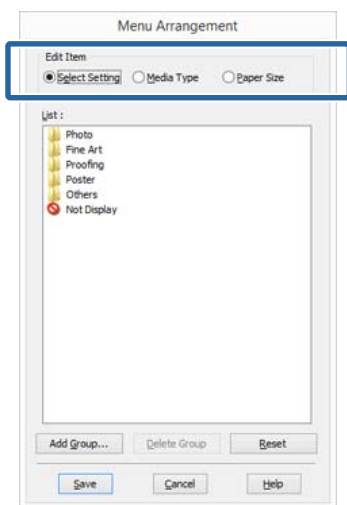 Menu Arrangement
Edit Item
Select Setting Media Type Paper Size
List :
Photo
Fine Art
Proofing
Poster
Others
Not Display
Add Group... Delete Group Reset
Save Cancel Help